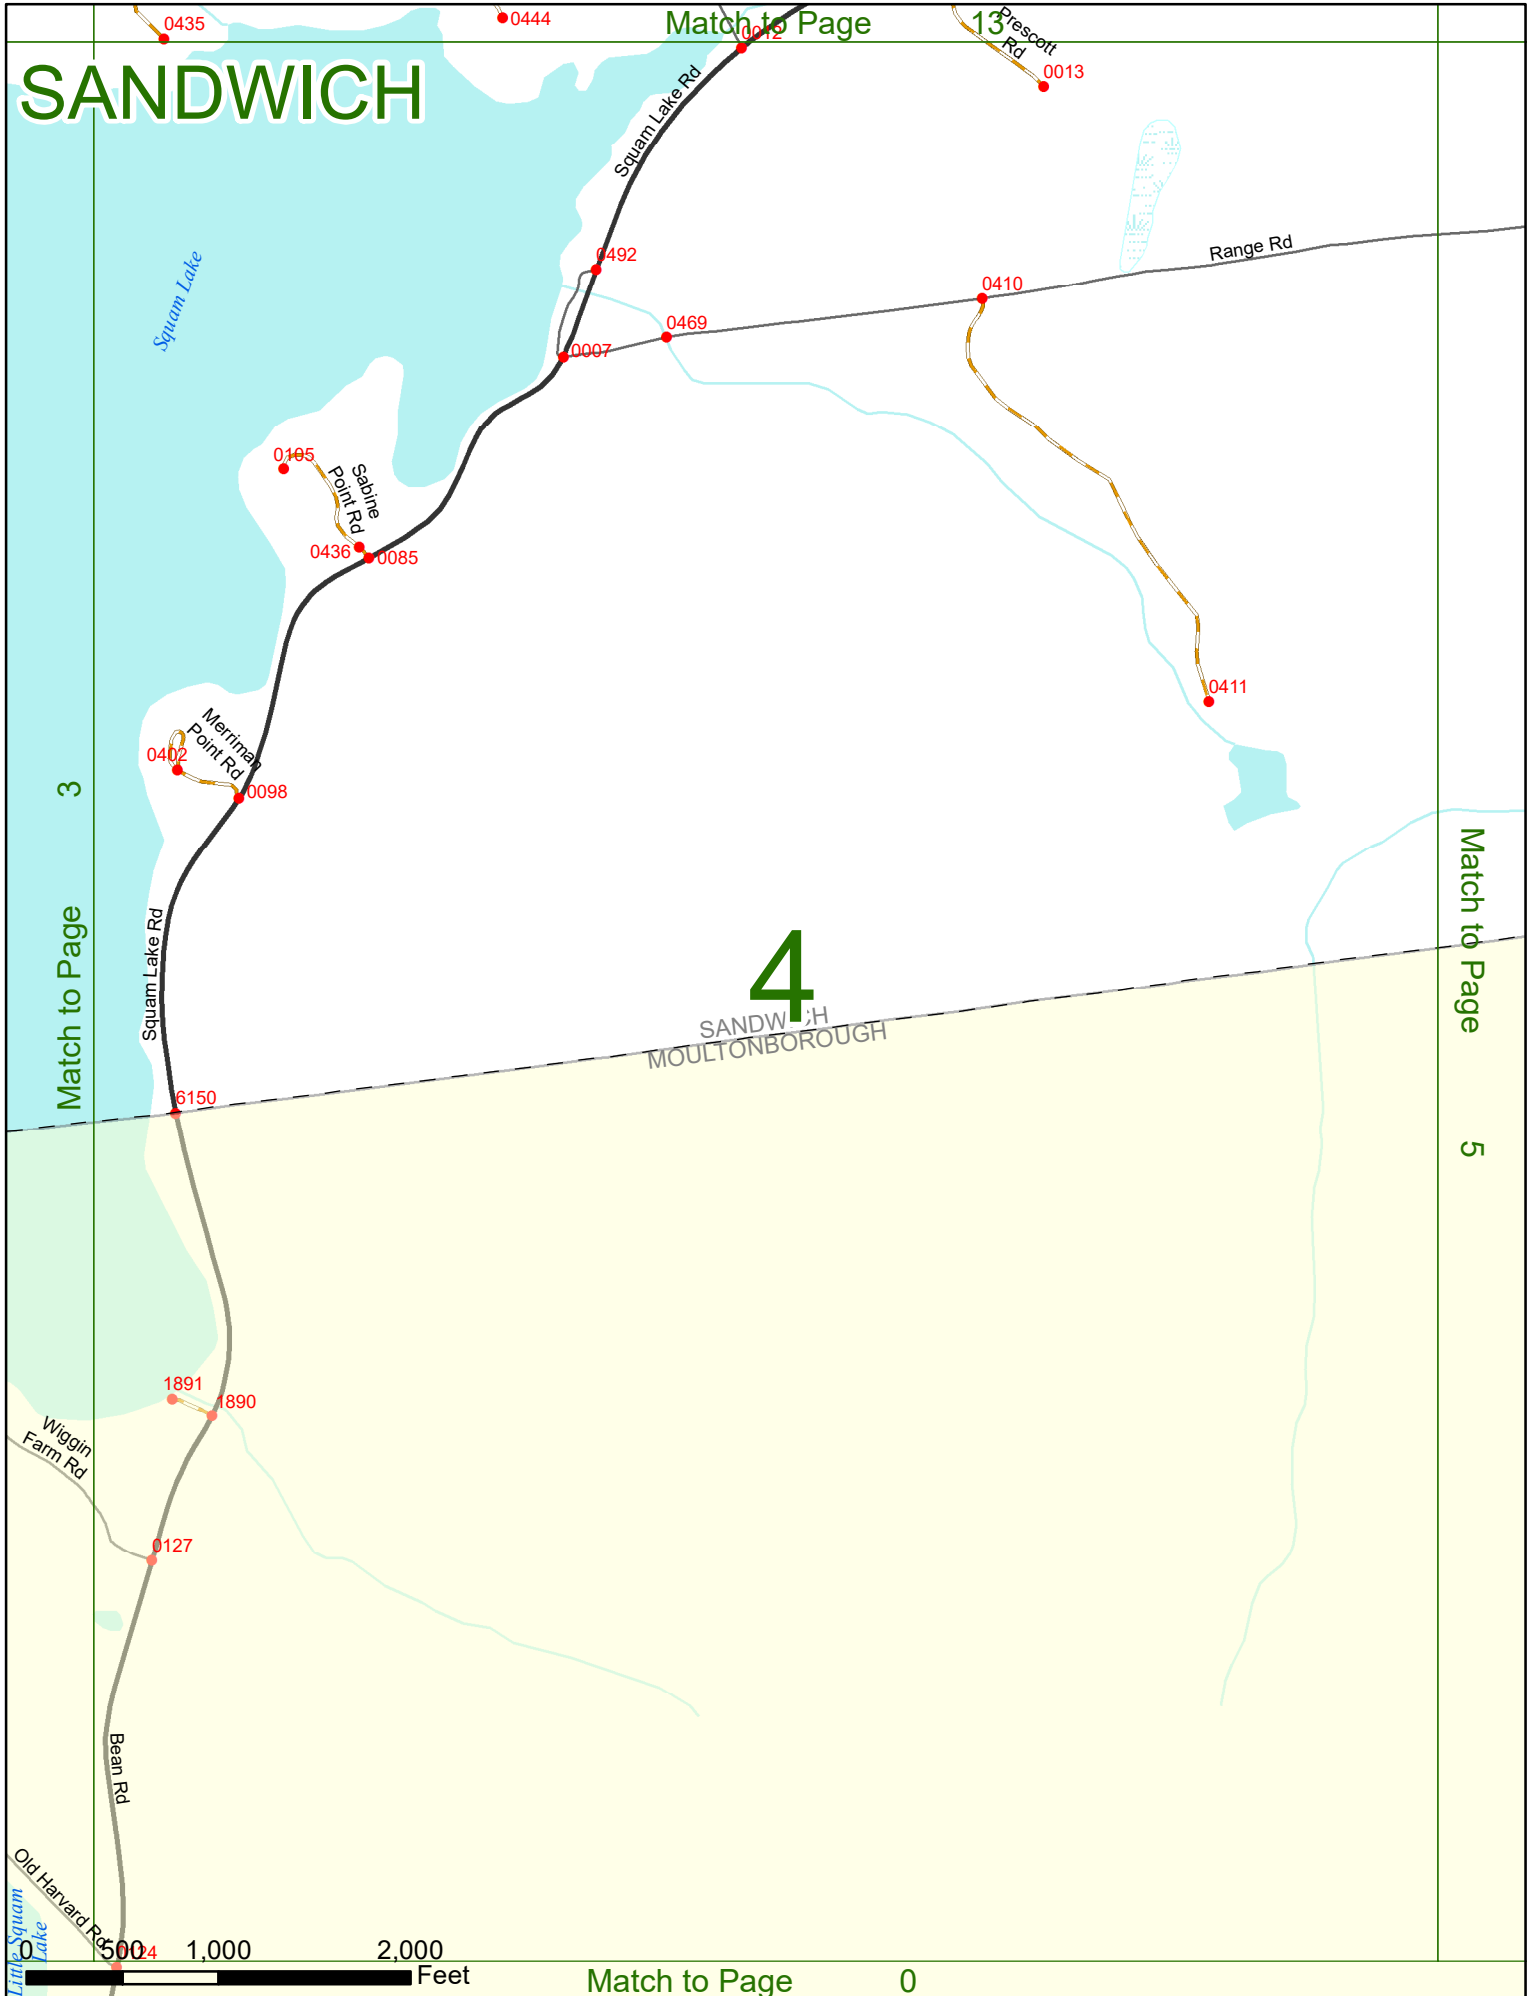 0435
0444
Match to Page 13
0012
Prescott
Rd
0013
SANDWICH
Squam Lake Rd
Squam Lake
0492
Range Rd
0410
0469
0007
0105
Sabine
Point Rd
0436
0085
0411
Merriman
Point Rd
0402
0098
Match to Page 3
Match to Page 5
Squam Lake Rd
4
SANDWICH
MOULTONBOROUGH
6150
1891
1890
Wiggin
Farm Rd
0127
Bean Rd
Old Harvard Rd
Little Squam
Lake
0124
0 500 1,000 2,000
Feet
Match to Page 0